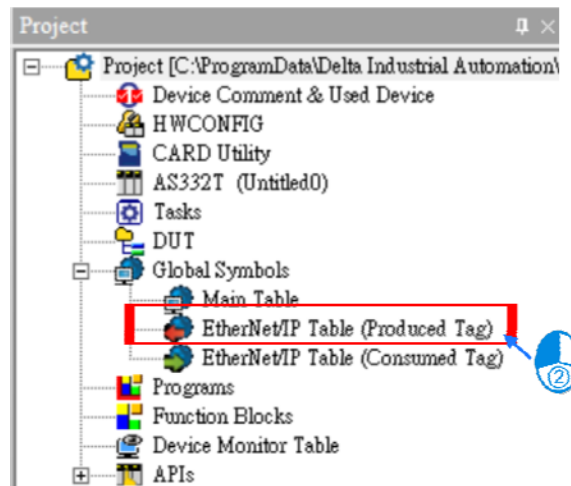 Project
Project [C:\ProgramData\Delta Industrial Automation\
Device Comment & Used Device
HWCONFIG
CARD Utility
AS332T (Untitled0)
Tasks
DUT
Global Symbols
Main Table
EtherNet/IP Table (Produced Tag)
EtherNet/IP Table (Consumed Tag)
②
Programs
Function Blocks
Device Monitor Table
APIs